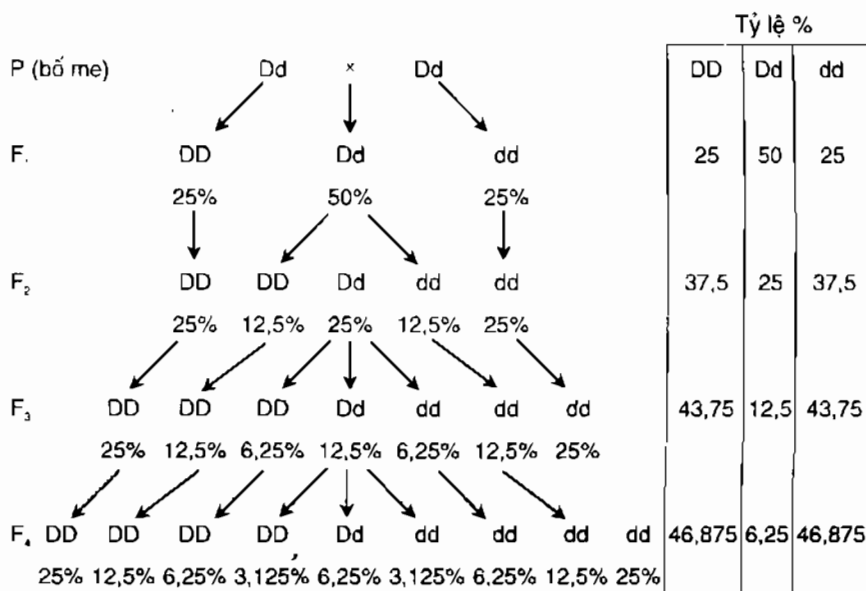 Tỷ lệ %
P (bố me) Dd × Dd DD Dd dd
F. DD Dd dd 25 50 25
25% 50% 25%
F₂ DD DD Dd dd dd 37,5 25 37,5
25% 12,5% 25% 12,5% 25%
F₃ DD DD DD Dd dd dd dd 43,75 12,5 43,75
25% 12,5% 6,25% 12,5% 6,25% 12,5% 25%
F₄ DD DD DD DD Dd dd dd dd dd 46,875 6,25 46,875
25% 12,5% 6,25% 3,125% 6,25% 3,125% 6,25% 12,5% 25%